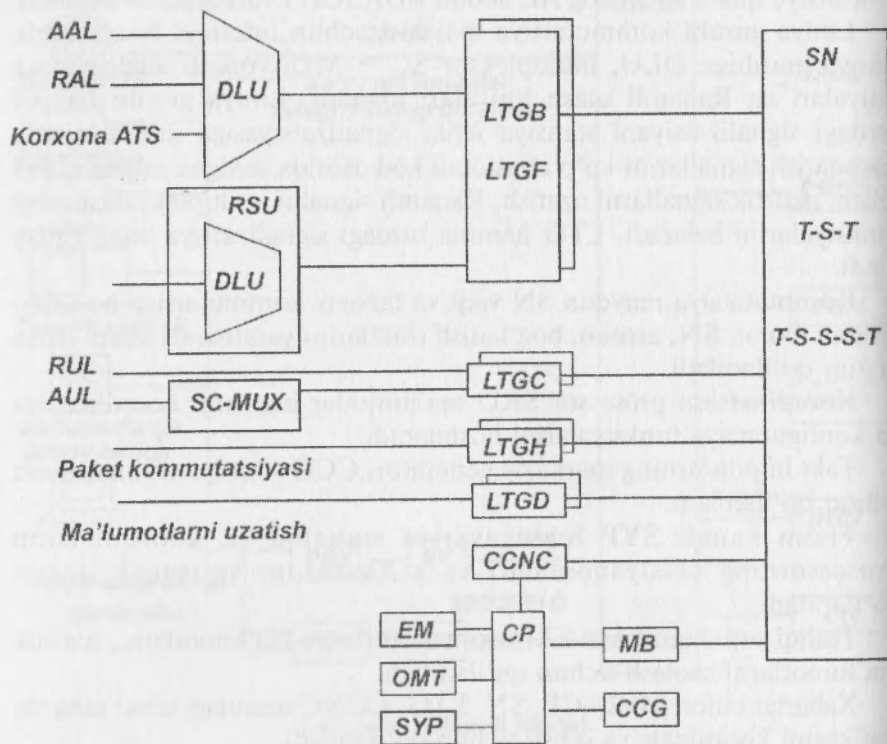 AAL
RAL
Korxona ATS
DLU
LTGB
LTGF
SN
T-S-T
T-S-S-S-T
RSU
DLU
RUL
AUL
SC-MUX
LTGC
LTGH
Paket kommutatsiyasi
LTGD
Ma'lumotlarni uzatish
CCNC
EM
CP
MB
OMT
CCG
SYP